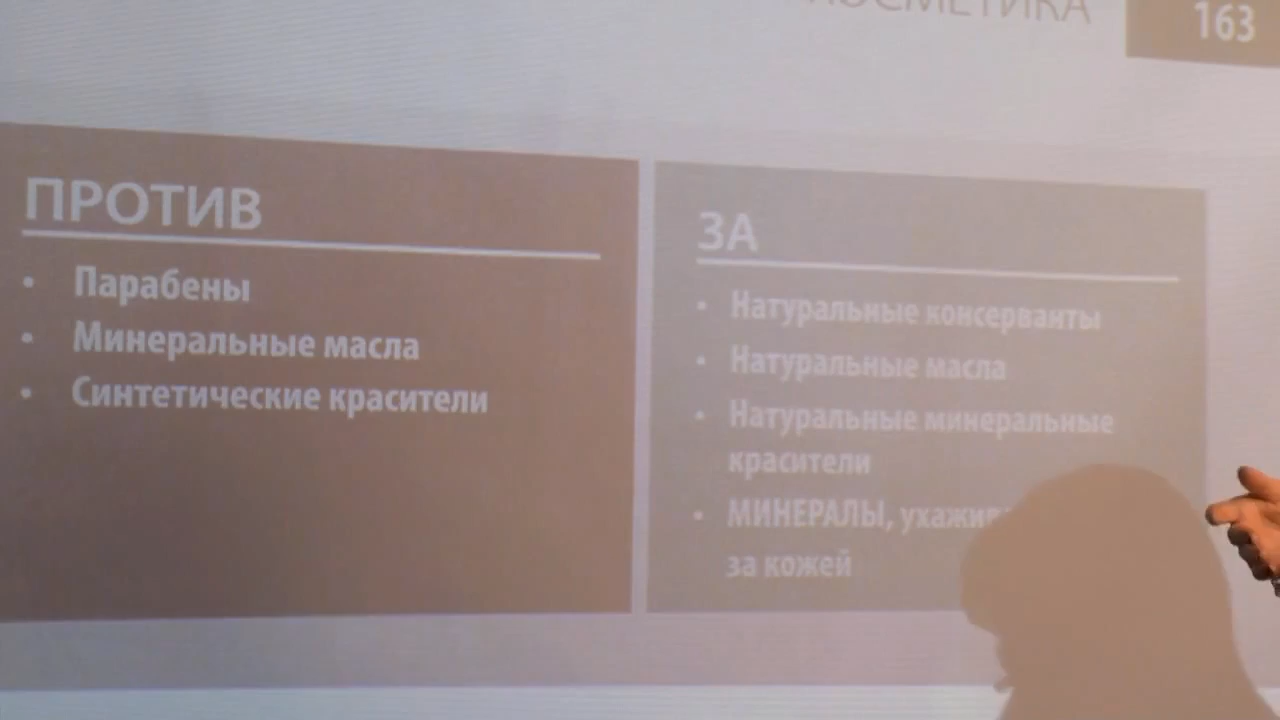 163
ПРОТИВ
• Парабены
• Минеральные масла
• Синтетические красители
ЗА
• Натуральные консерванты
• Натуральные масла
• Натуральные минеральные
красители
• МИНЕРАЛЫ,
за кожей